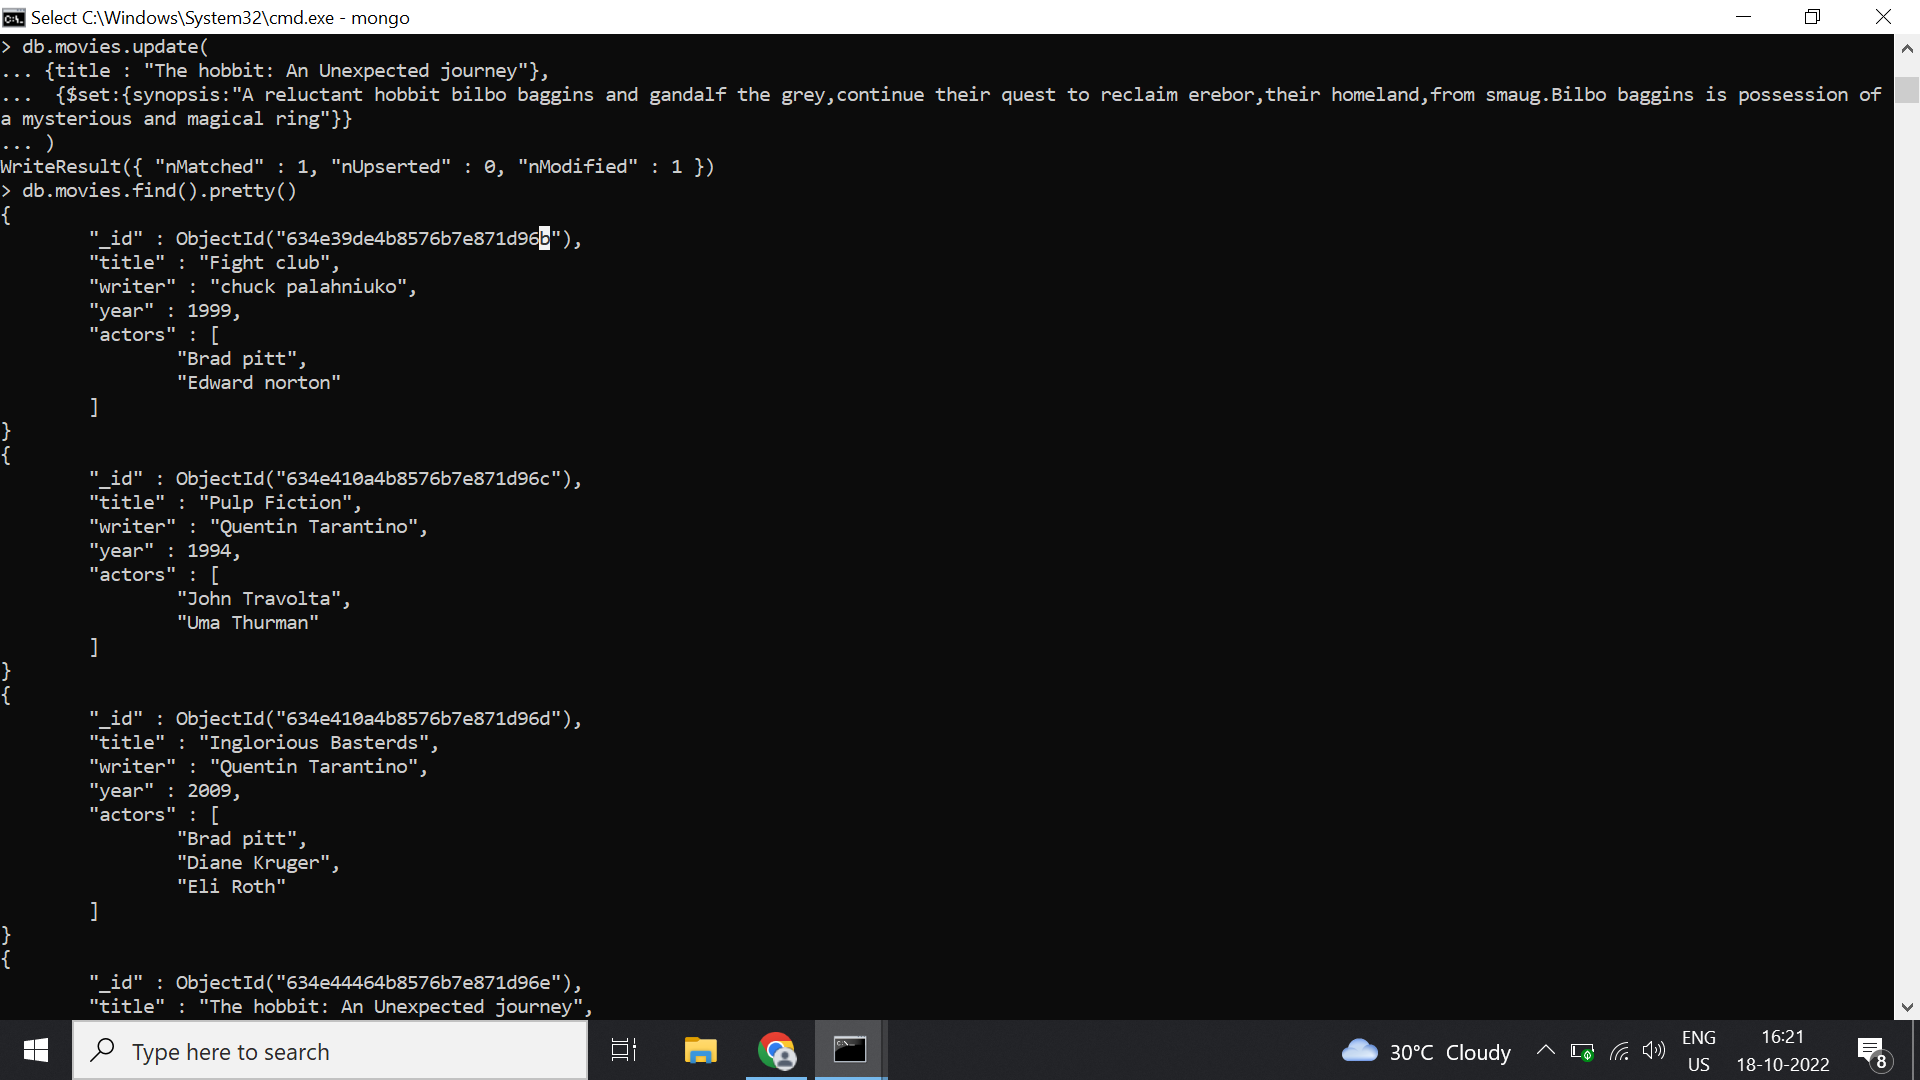 Select C:\Windows\System32\cmd.exe - mongo
> db.movies.update(
... {title : "The hobbit: An Unexpected journey"},
...  {$set:{synopsis:"A reluctant hobbit bilbo baggins and gandalf the grey,continue their quest to reclaim erebor,their homeland,from smaug.Bilbo baggins is possession of
a mysterious and magical ring"}}
... )
WriteResult({ "nMatched" : 1, "nUpserted" : 0, "nModified" : 1 })
> db.movies.find().pretty()
{
        "_id" : ObjectId("634e39de4b8576b7e871d96b"),
        "title" : "Fight club",
        "writer" : "chuck palahniuko",
        "year" : 1999,
        "actors" : [
                "Brad pitt",
                "Edward norton"
        ]
}
{
        "_id" : ObjectId("634e410a4b8576b7e871d96c"),
        "title" : "Pulp Fiction",
        "writer" : "Quentin Tarantino",
        "year" : 1994,
        "actors" : [
                "John Travolta",
                "Uma Thurman"
        ]
}
{
        "_id" : ObjectId("634e410a4b8576b7e871d96d"),
        "title" : "Inglorious Basterds",
        "writer" : "Quentin Tarantino",
        "year" : 2009,
        "actors" : [
                "Brad pitt",
                "Diane Kruger",
                "Eli Roth"
        ]
}
{
        "_id" : ObjectId("634e44464b8576b7e871d96e"),
        "title" : "The hobbit: An Unexpected journey",
Type here to search
30°C Cloudy
ENG
US
16:21
18-10-2022
8